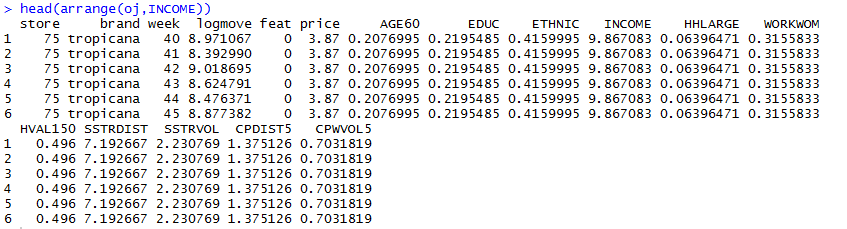 > head(arrange(oj,INCOME))
store brand week logmove feat price AGE60 EDUC ETHNIC INCOME HHLARGE WORKWOM
1 75 tropicana 40 8.971067 0 3.87 0.2076995 0.2195485 0.4159995 9.867083 0.06396471 0.3155833
2 75 tropicana 41 8.392990 0 3.87 0.2076995 0.2195485 0.4159995 9.867083 0.06396471 0.3155833
3 75 tropicana 42 9.018695 0 3.87 0.2076995 0.2195485 0.4159995 9.867083 0.06396471 0.3155833
4 75 tropicana 43 8.624791 0 3.87 0.2076995 0.2195485 0.4159995 9.867083 0.06396471 0.3155833
5 75 tropicana 44 8.476371 0 3.87 0.2076995 0.2195485 0.4159995 9.867083 0.06396471 0.3155833
6 75 tropicana 45 8.877382 0 3.87 0.2076995 0.2195485 0.4159995 9.867083 0.06396471 0.3155833
HVAL150 SSTRDIST SSTRVOL CPDIST5 CPWVOL5
1 0.496 7.192667 2.230769 1.375126 0.7031819
2 0.496 7.192667 2.230769 1.375126 0.7031819
3 0.496 7.192667 2.230769 1.375126 0.7031819
4 0.496 7.192667 2.230769 1.375126 0.7031819
5 0.496 7.192667 2.230769 1.375126 0.7031819
6 0.496 7.192667 2.230769 1.375126 0.7031819